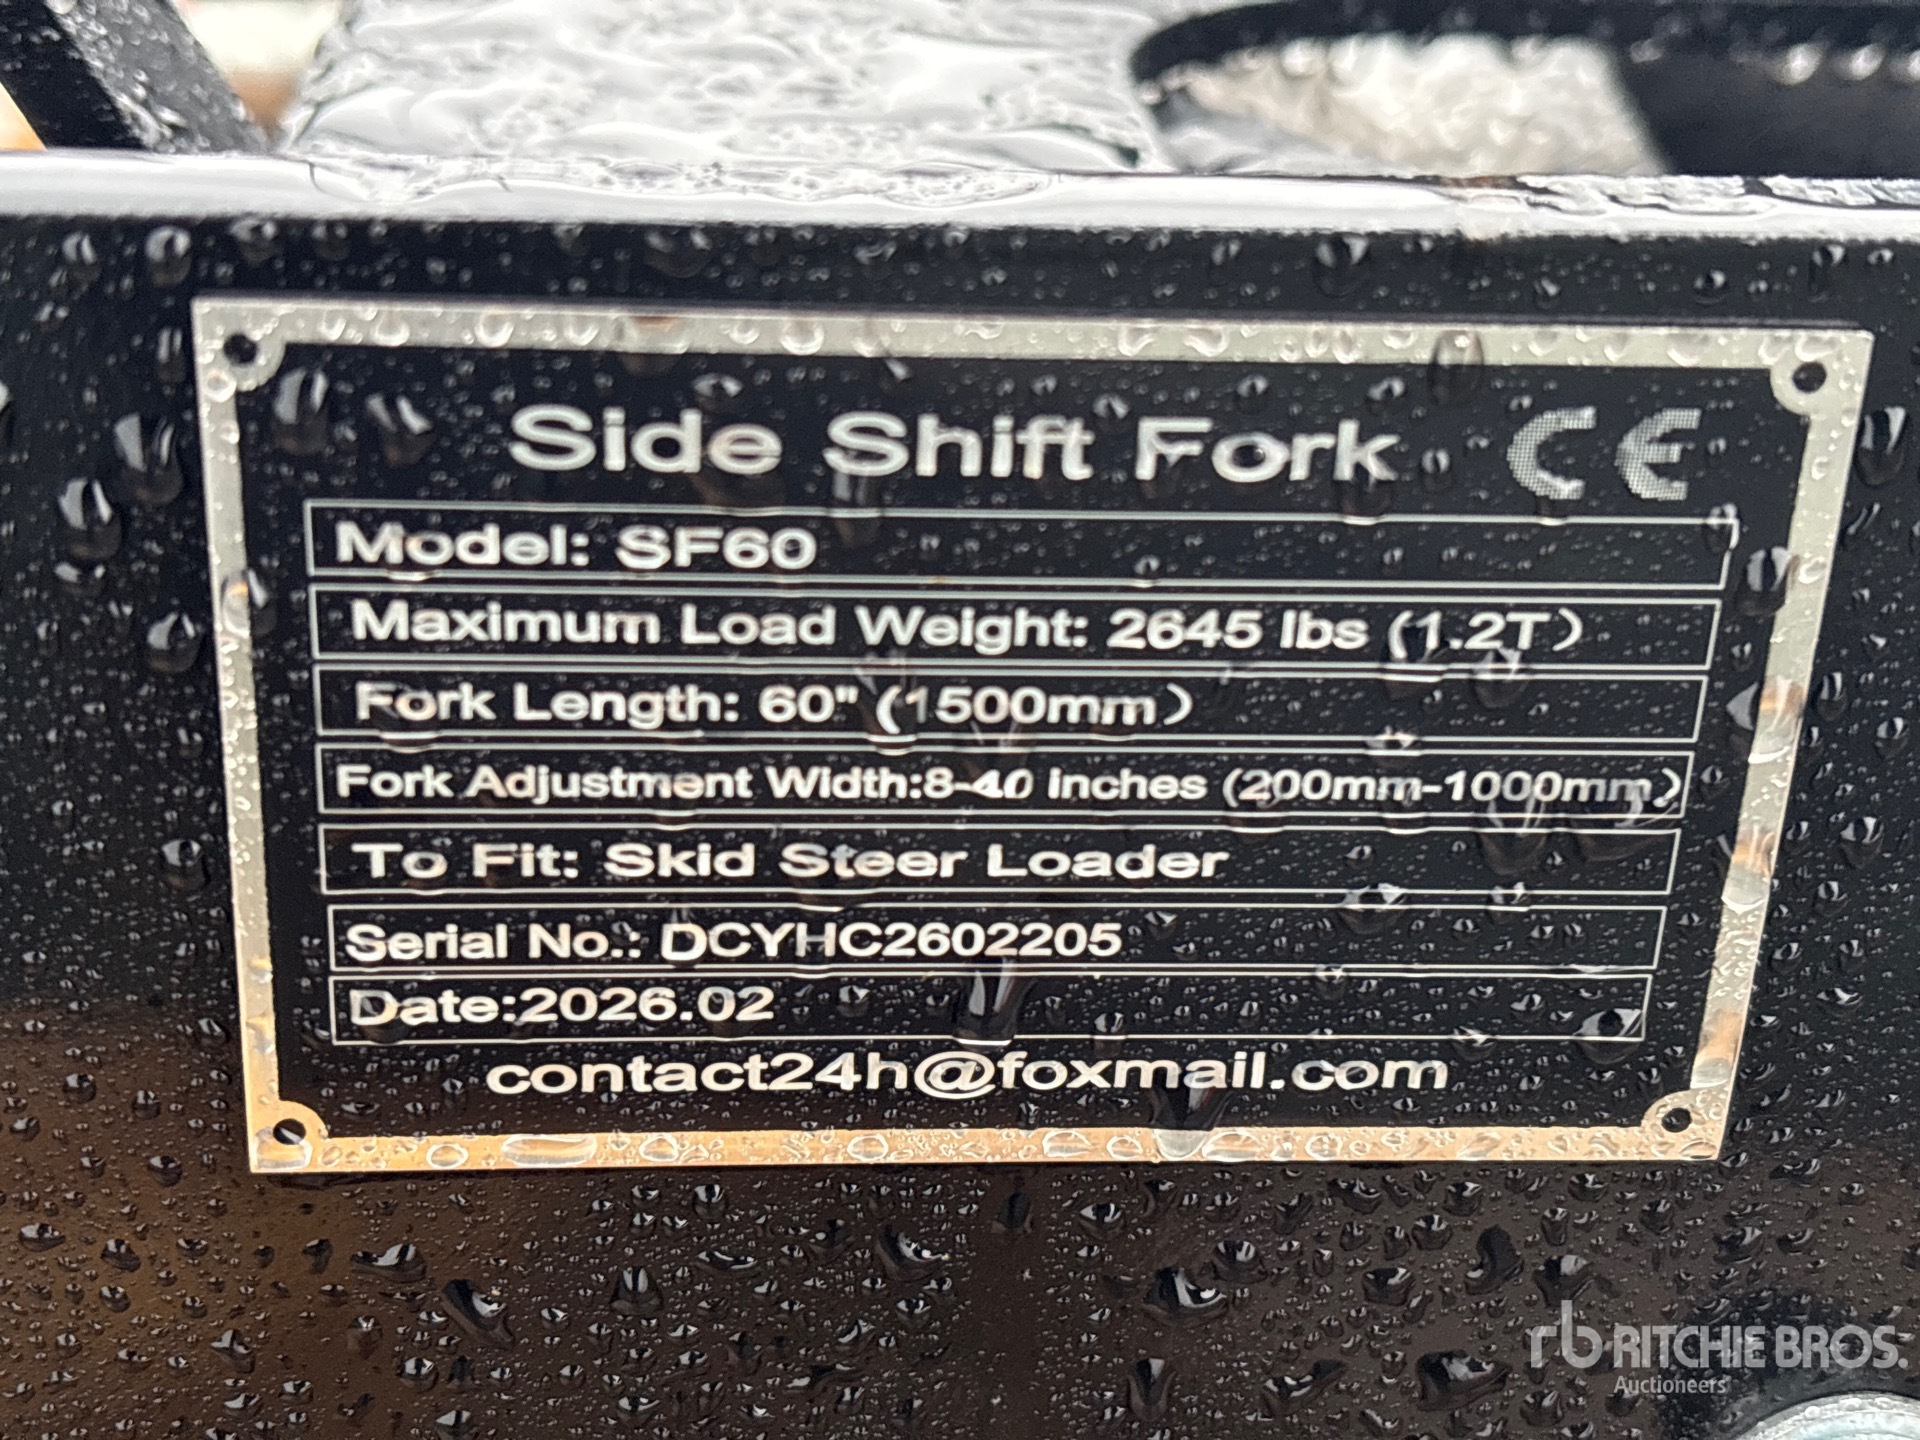 Side Shift Fork CE
Model: SF60
Maximum Load Weight: 2645 lbs (1.2T)
Fork Length: 60" (1500mm)
Fork Adjustment Width:8-40 inches (200mm-1000mm)
To Fit: Skid Steer Loader
Serial No.: DCYHC2602205
Date:2026.02
contact24h@foxmail.com
rb RITCHIE BROS.
Auctioneers